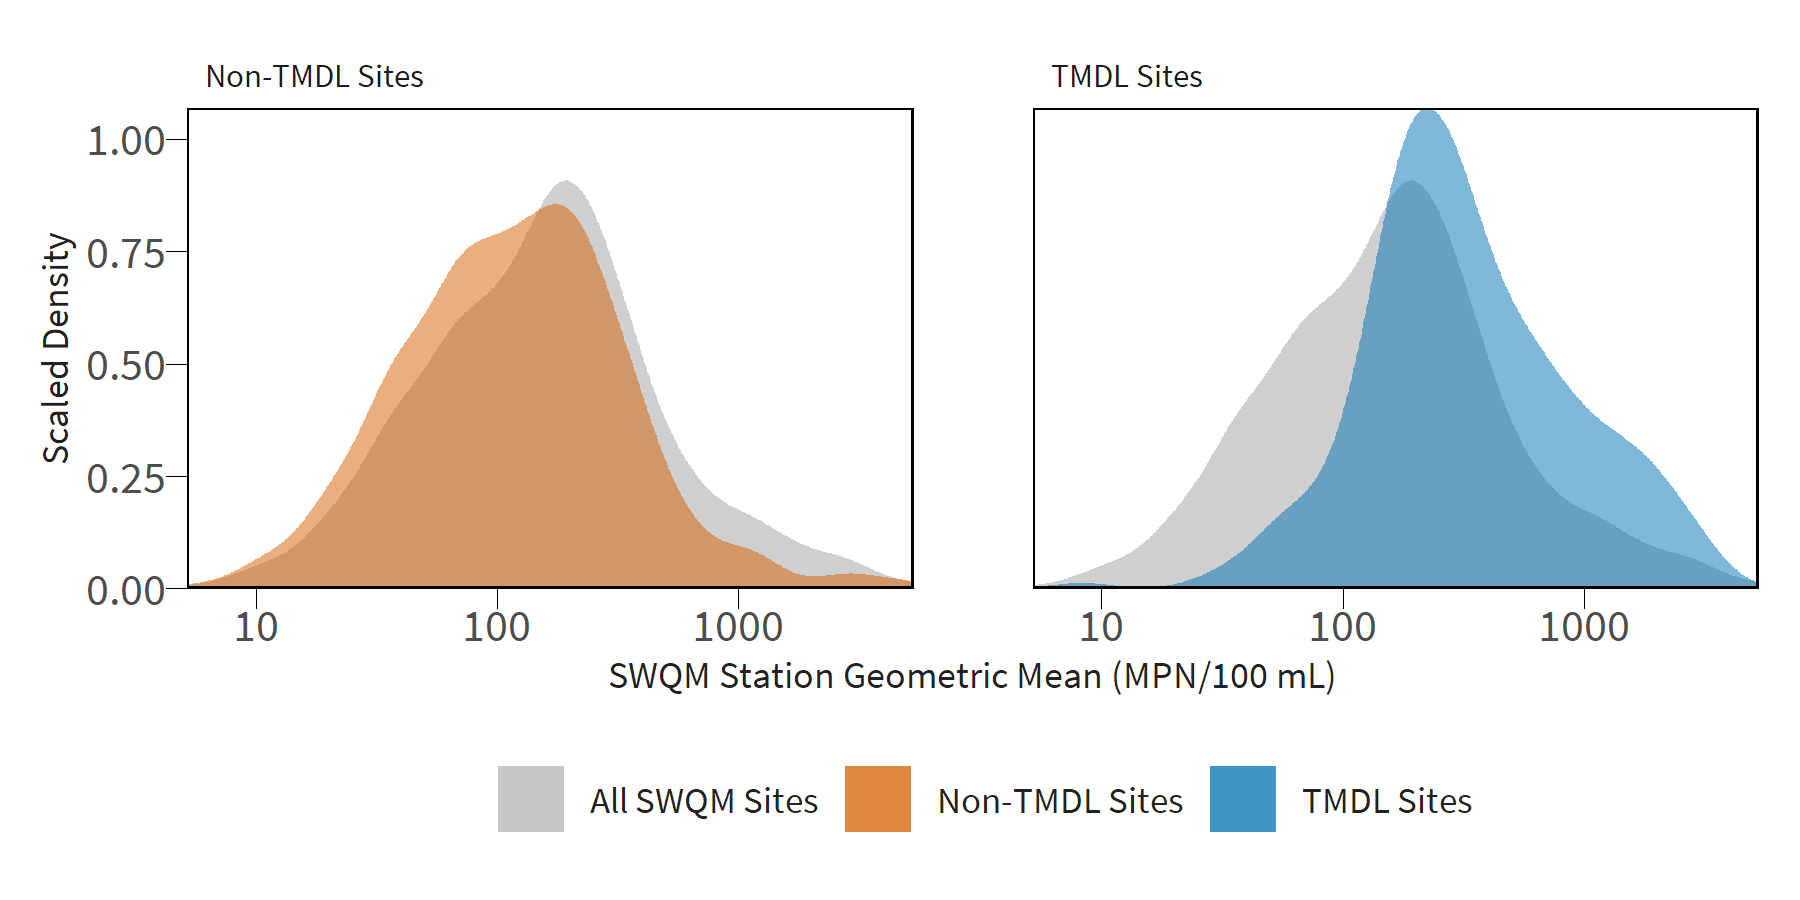 Non-TMDL Sites
TMDL Sites
Scaled Density
1.00
0.75
0.50
0.25
0.00
10 100 1000
10 100 1000
SWQM Station Geometric Mean (MPN/100 mL)
All SWQM Sites Non-TMDL Sites TMDL Sites